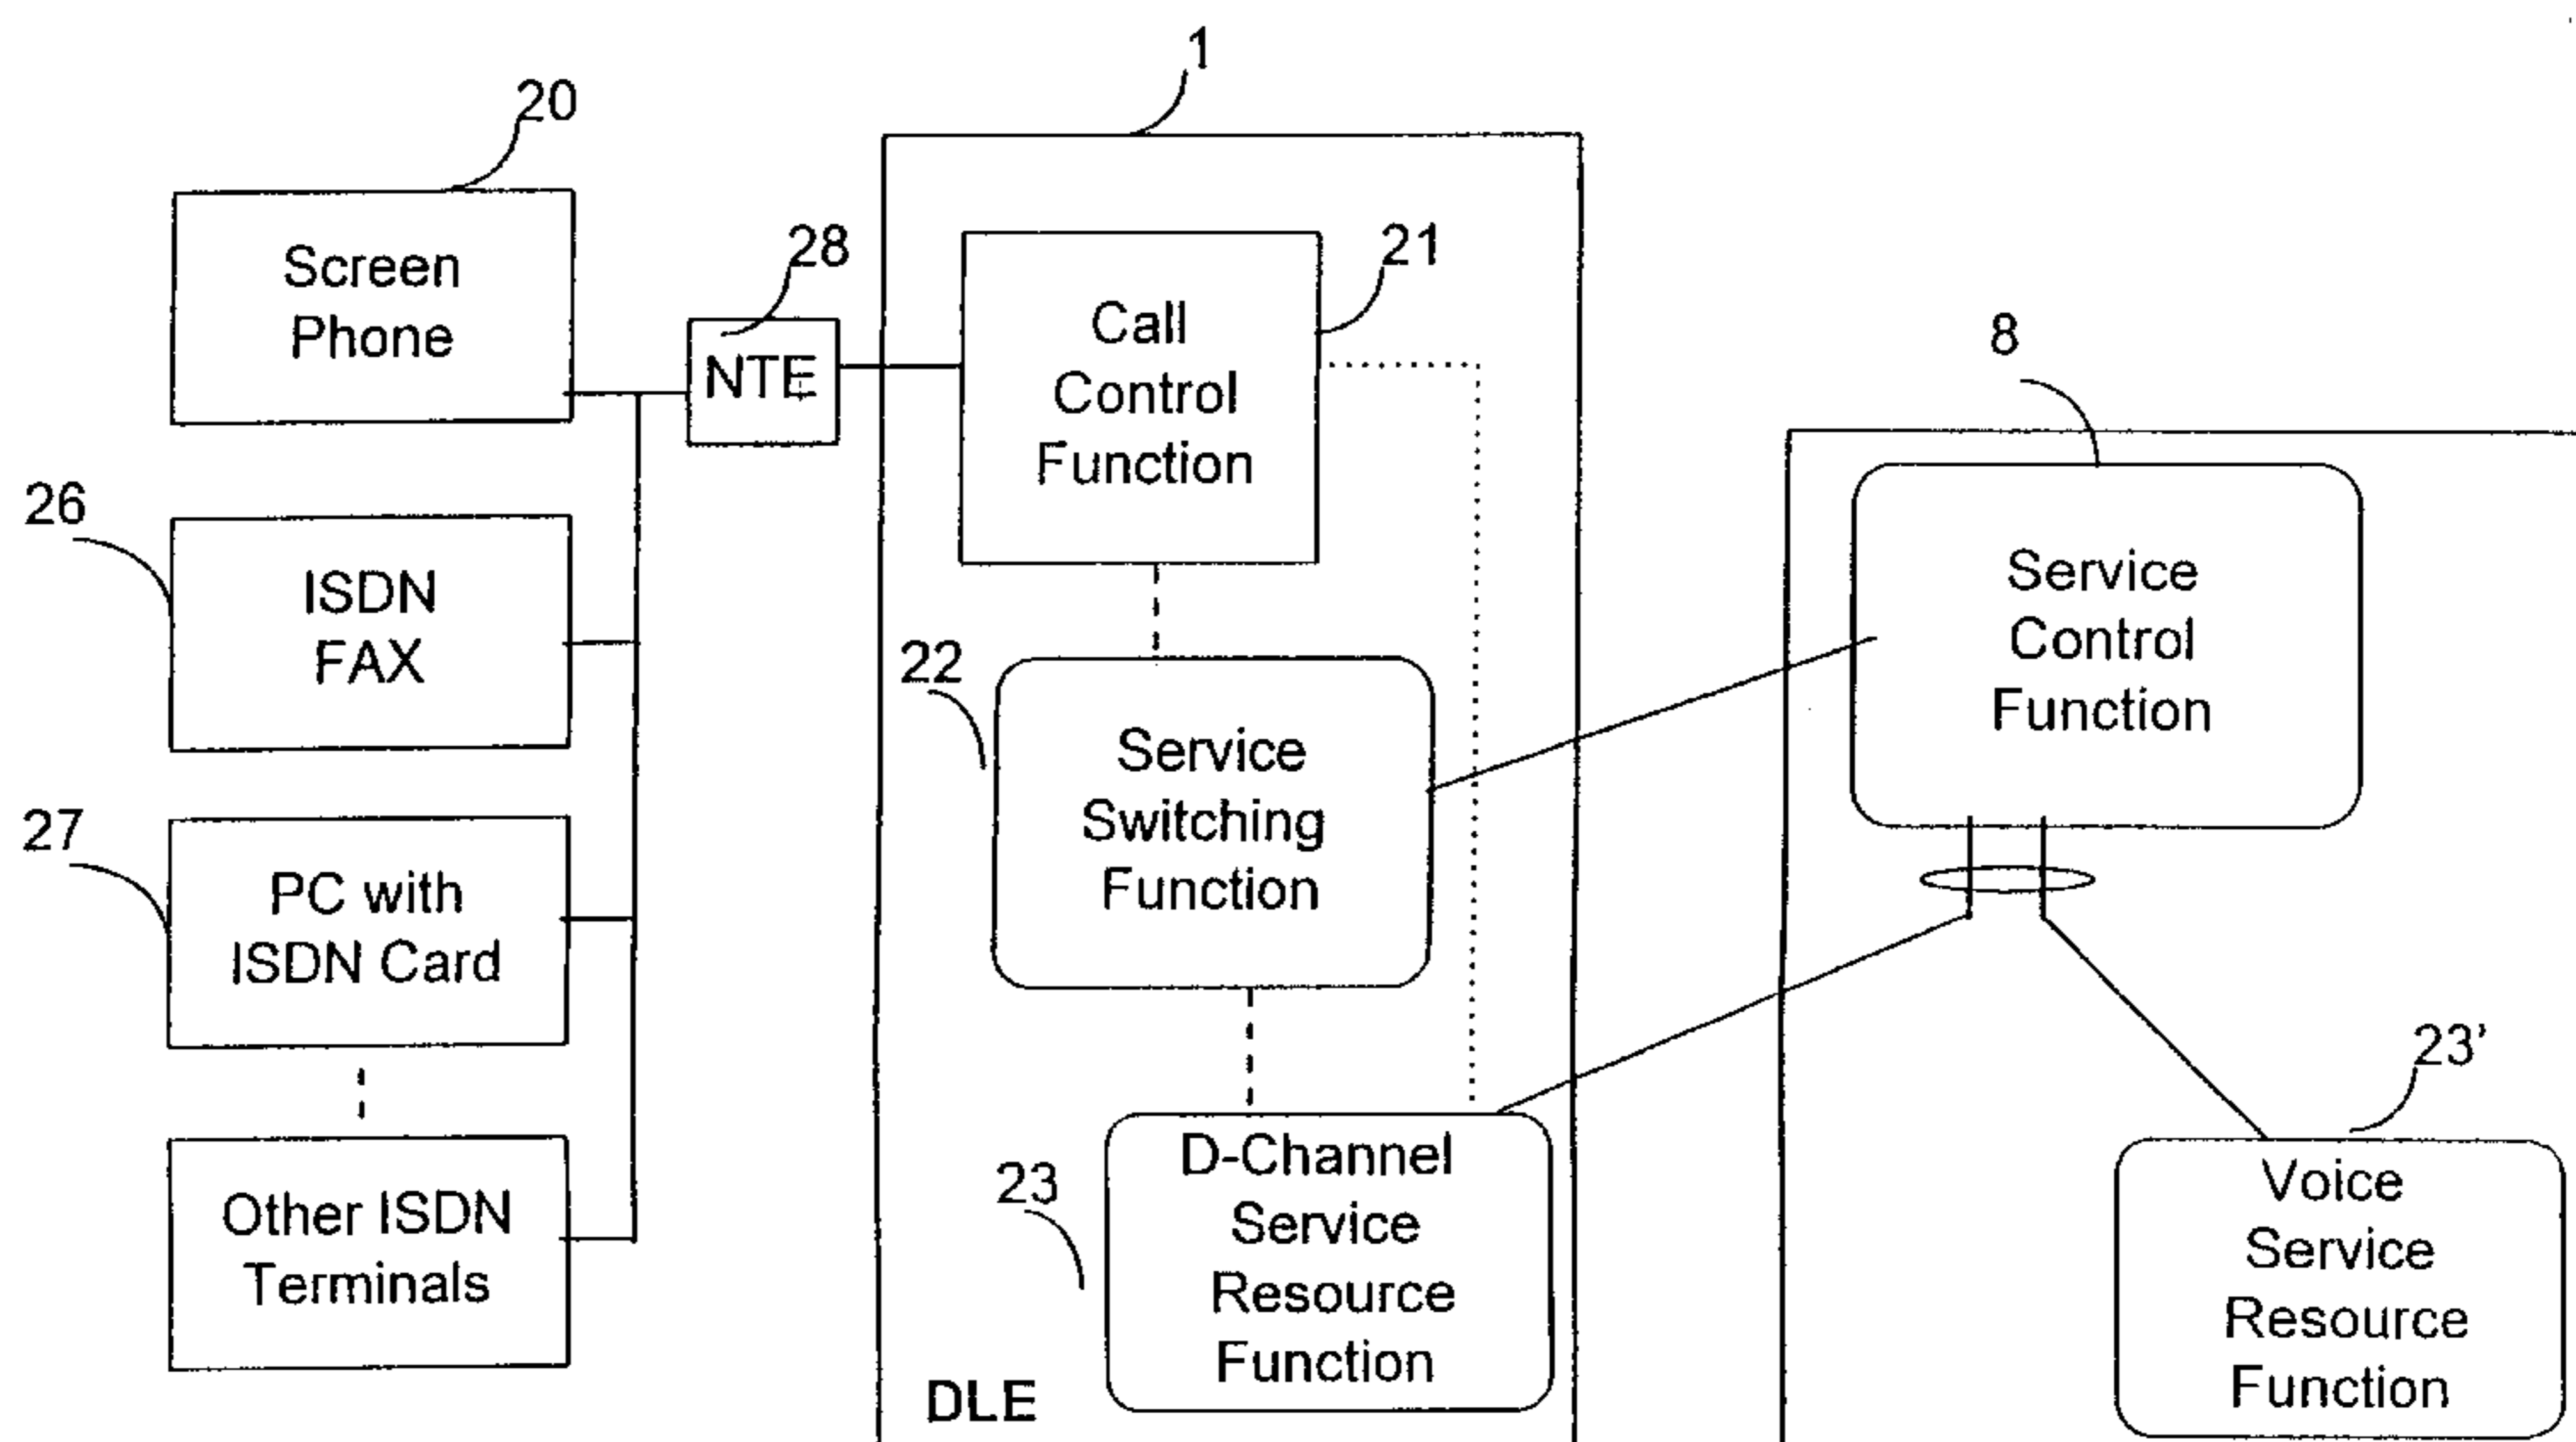 1
20
Screen
Phone
28
NTE
21
Call
Control
Function
8
Service
Control
Function
26
ISDN
FAX
22
Service
Switching
Function
27
PC with
ISDN Card
23'
Voice
Service
Resource
Function
Other ISDN
Terminals
23
D-Channel
Service
Resource
Function
DLE